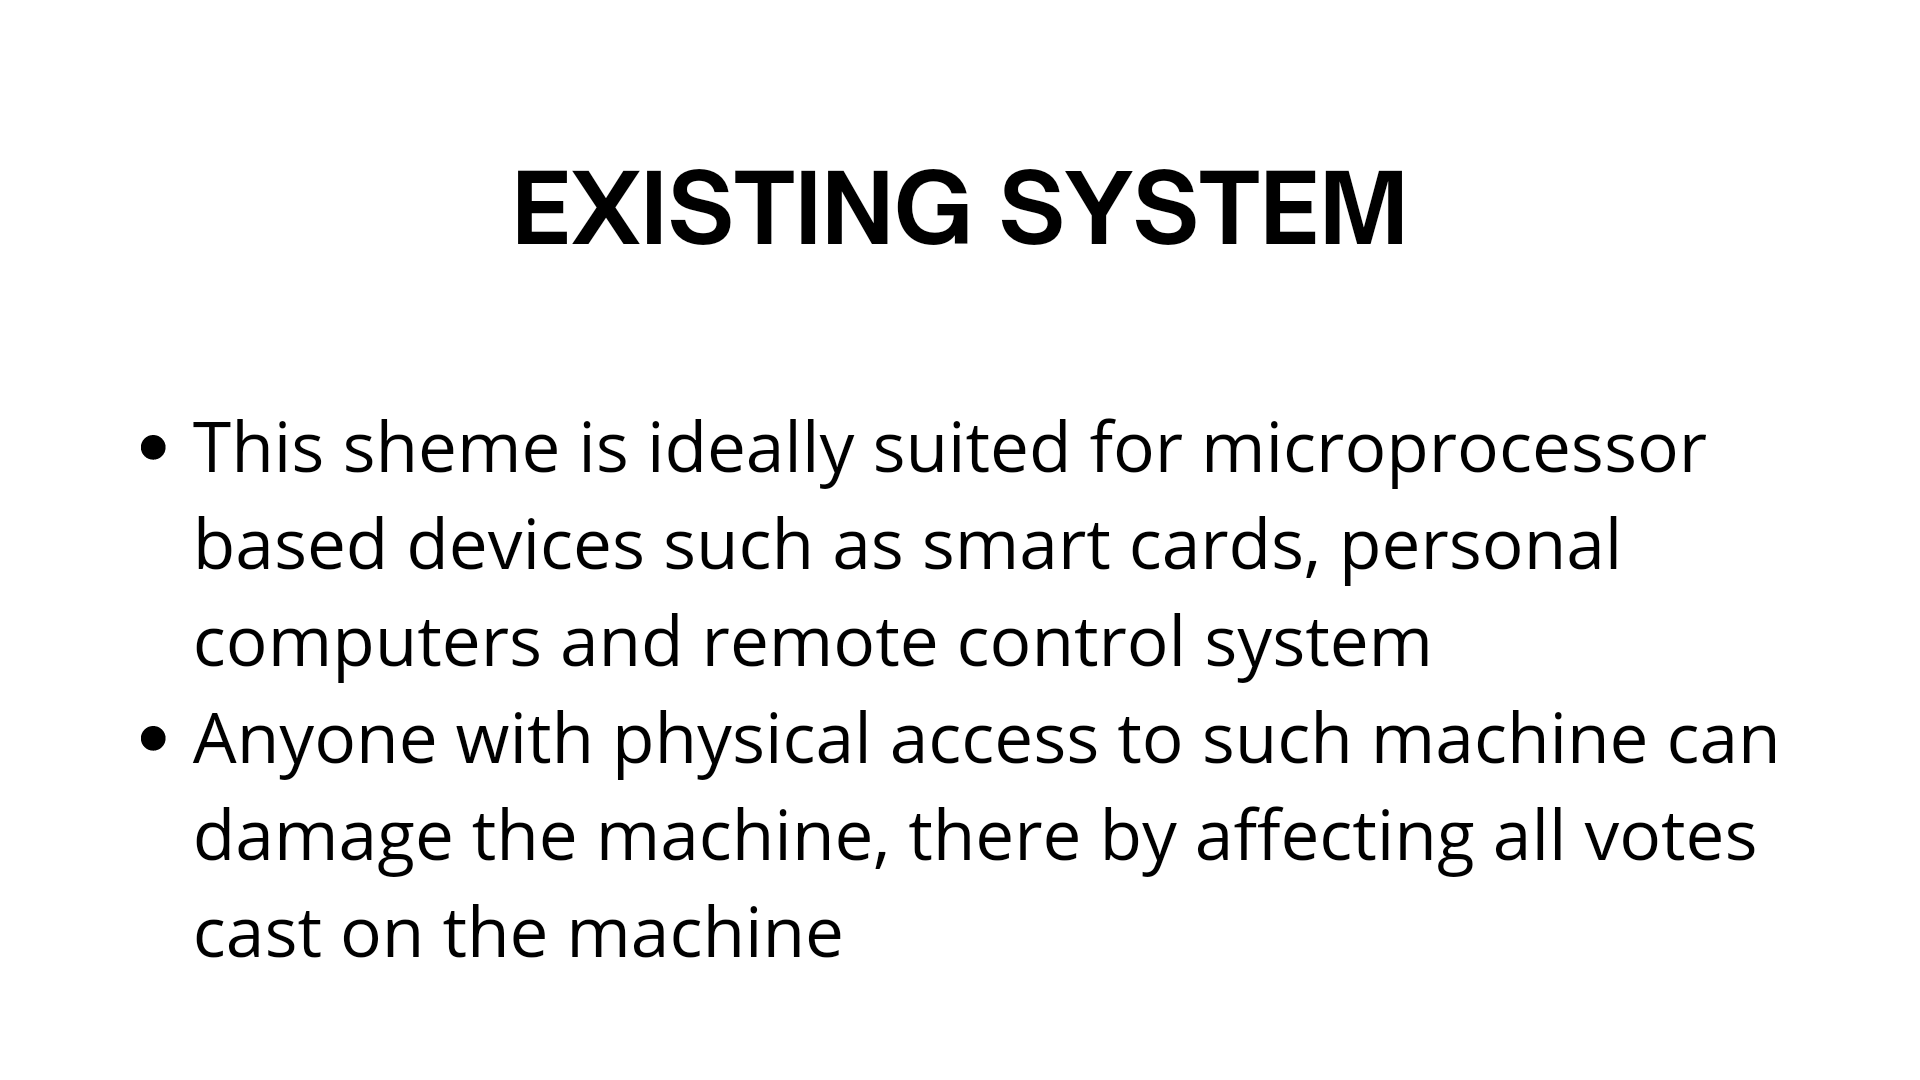 EXISTING SYSTEM
• This sheme is ideally suited for microprocessor
based devices such as smart cards, personal
computers and remote control system
• Anyone with physical access to such machine can
damage the machine, there by affecting all votes
cast on the machine